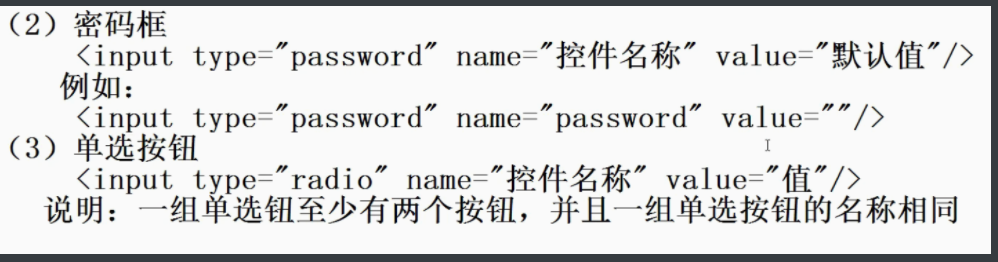 （2）密码框
<input type="password" name="控件名称" value="默认值"/>
例如：
<input type="password" name="password" value=""/>
（3）单选按钮
<input type="radio" name="控件名称" value="值"/>
说明：一组单选钮至少有两个按钮，并且一组单选按钮的名称相同